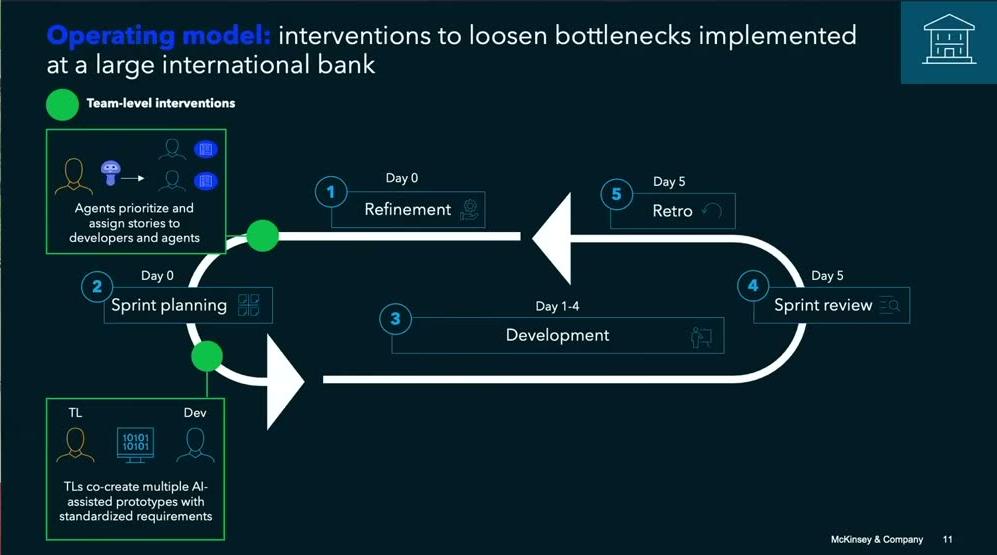 Operating model: interventions to loosen bottlenecks implemented
at a large international bank
Team-level interventions
Agents prioritize and
assign stories to
developers and agents
1
Day 0
Refinement
5
Day 5
Retro
2
Day 0
Sprint planning
3
Day 1-4
Development
4
Day 5
Sprint review
TL
Dev
10101
10101
TLs co-create multiple AI-
assisted prototypes with
standardized requirements
McKinsey & Company
11